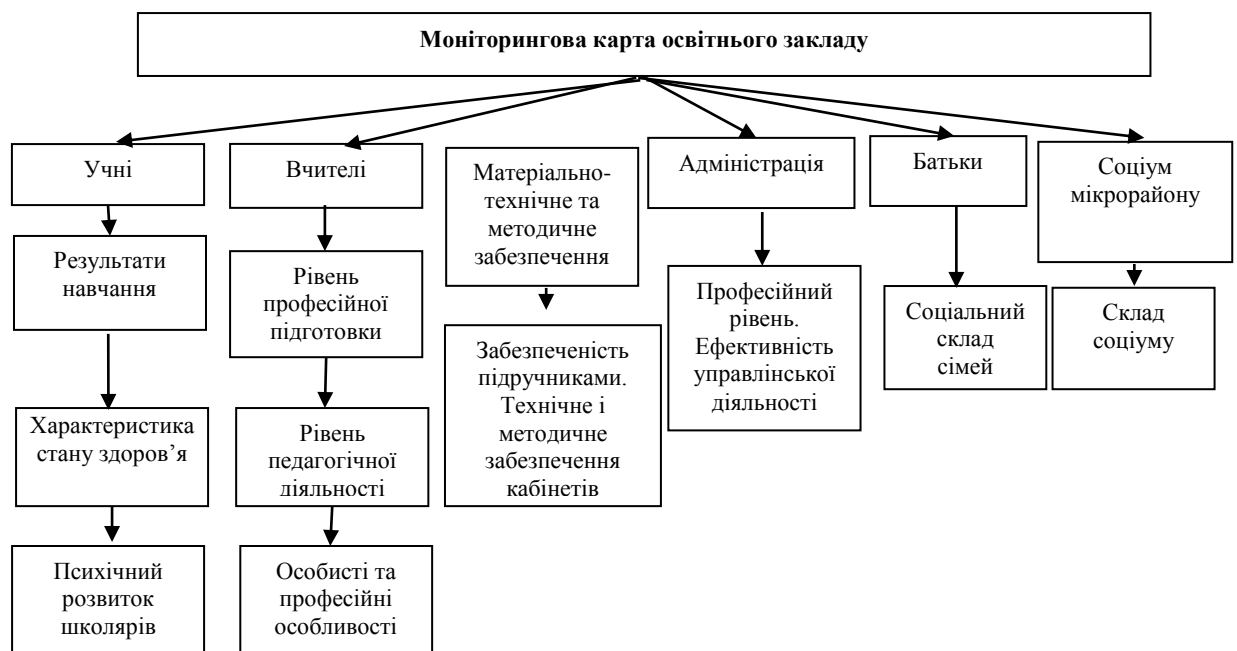 Моніторингова карта освітнього закладу
Учні
Вчителі
Матеріально-
технічне та
методичне
забезпечення
Адміністрація
Батьки
Соціум
мікрорайону
Результати
навчання
Рівень
професійної
підготовки
Забезпеченість
підручниками.
Технічне і
методичне
забезпечення
кабінетів
Професійний
рівень.
Ефективність
управлінської
діяльності
Соціальний
склад
сімей
Склад
соціуму
Характеристика
стану здоров’я
Рівень
педагогічної
діяльності
Психічний
розвиток
школярів
Особисті та
професійні
особливості